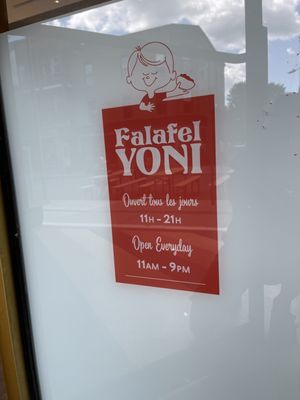 Falafel
YONI
Ouvert tous les jours
11H - 21H
Open Everyday
11AM - 9PM